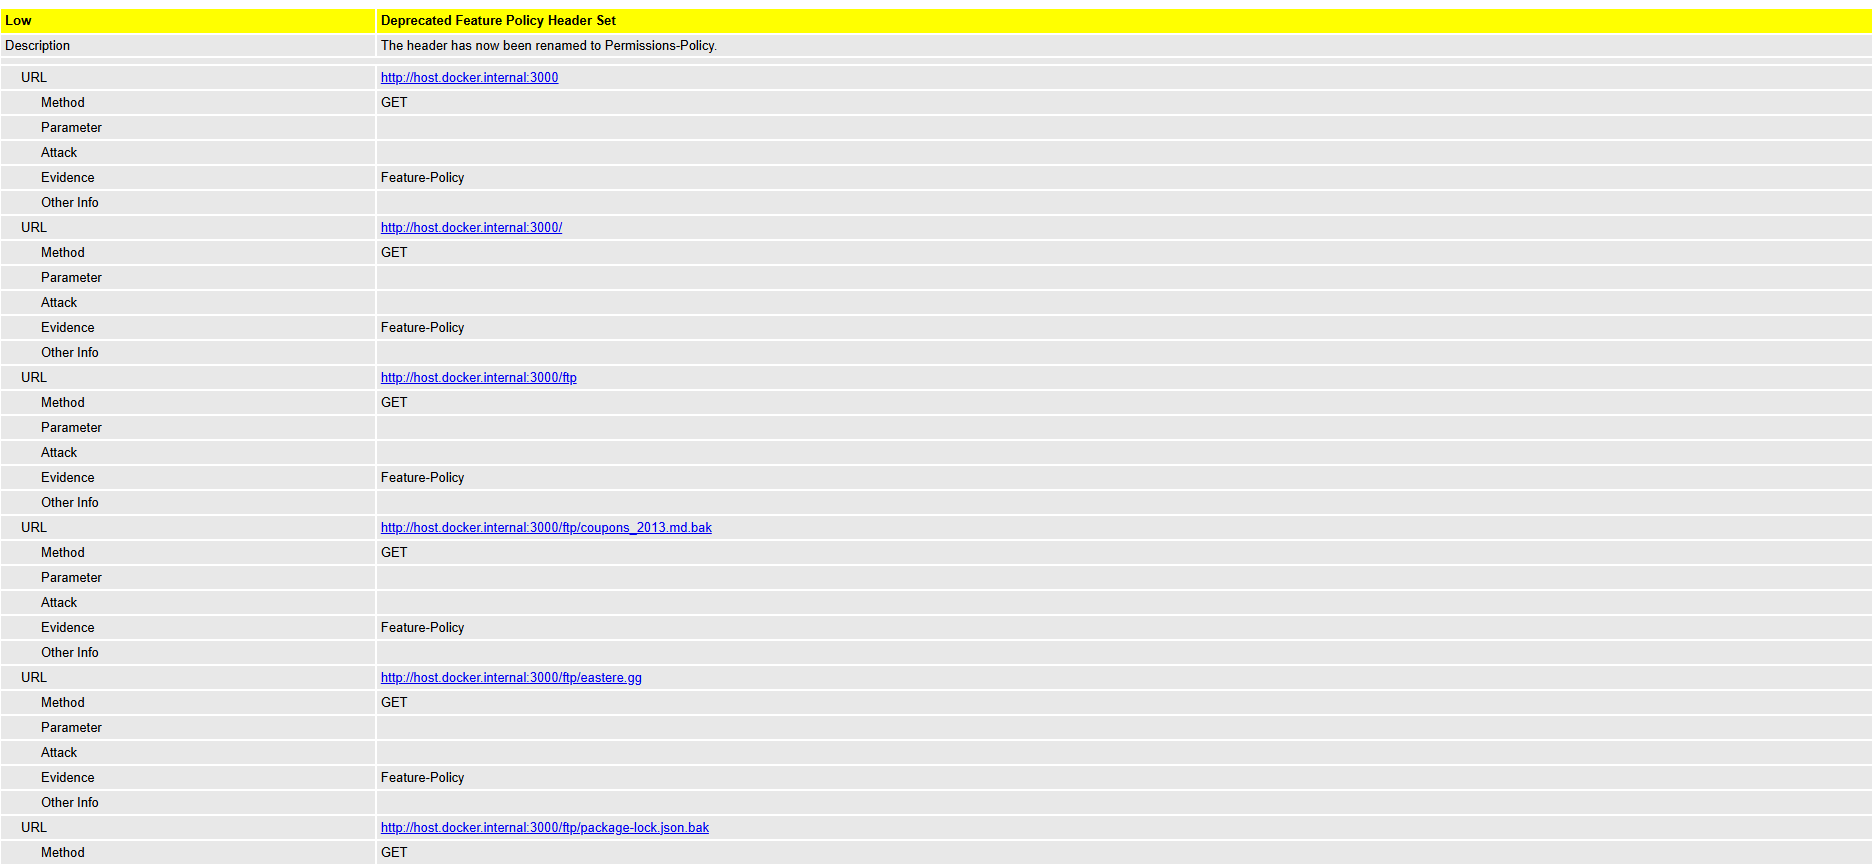 Low Deprecated Feature Policy Header Set
Description The header has now been renamed to Permissions-Policy.
URL http://host.docker.internal:3000
Method GET
Parameter
Attack
Evidence Feature-Policy
Other Info
URL http://host.docker.internal:3000/
Method GET
Parameter
Attack
Evidence Feature-Policy
Other Info
URL http://host.docker.internal:3000/ftp
Method GET
Parameter
Attack
Evidence Feature-Policy
Other Info
URL http://host.docker.internal:3000/ftp/coupons_2013.md.bak
Method GET
Parameter
Attack
Evidence Feature-Policy
Other Info
URL http://host.docker.internal:3000/ftp/eastere.gg
Method GET
Parameter
Attack
Evidence Feature-Policy
Other Info
URL http://host.docker.internal:3000/ftp/package-lock.json.bak
Method GET